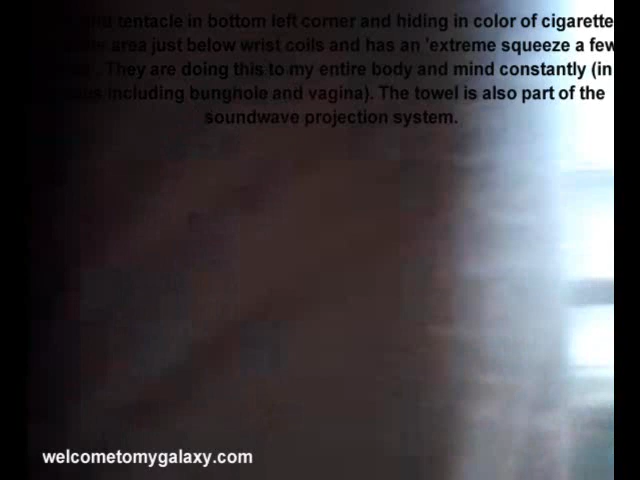 tentacle in bottom left corner and hiding in color of cigarette
area just below wrist coils and has an 'extreme squeeze a few
. They are doing this to my entire body and mind constantly (in
including bunghole and vagina). The towel is also part of the
soundwave projection system.
welcometomygalaxy.com